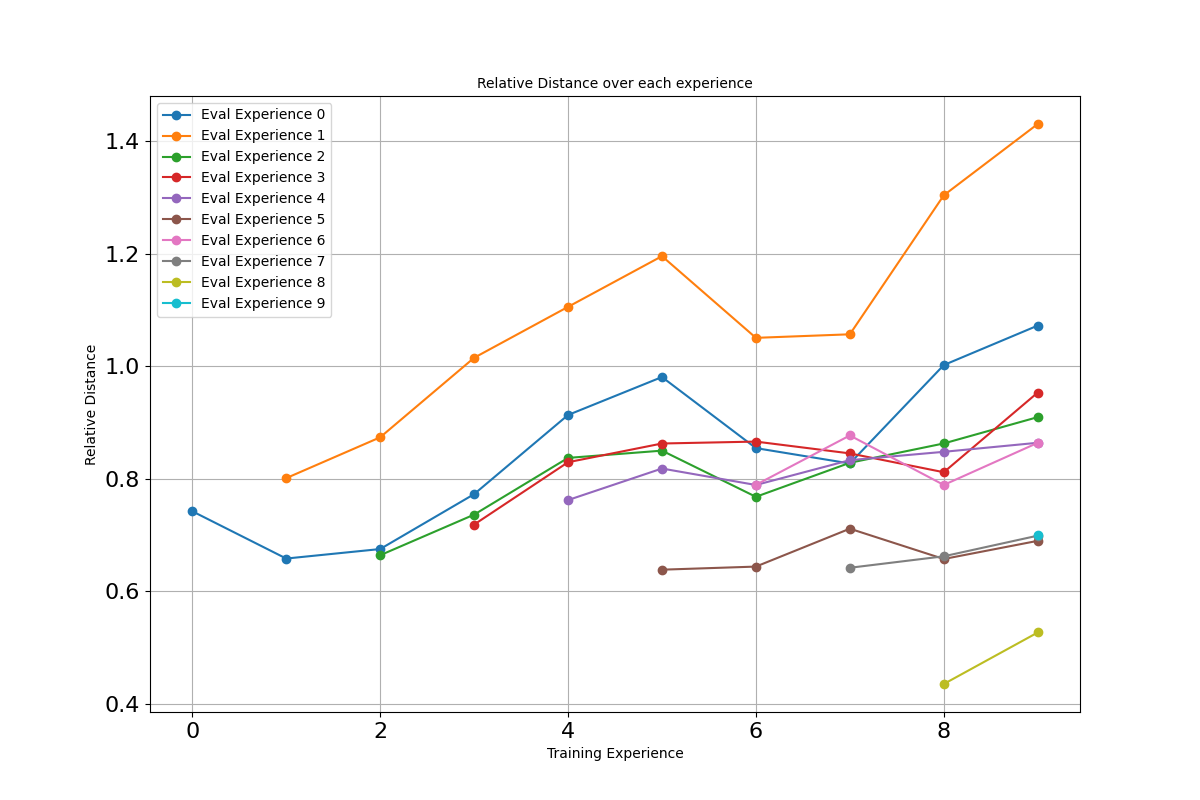 Relative Distance over each experience
Eval Experience 0
Eval Experience 1
Eval Experience 2
Eval Experience 3
Eval Experience 4
Eval Experience 5
Eval Experience 6
Eval Experience 7
Eval Experience 8
Eval Experience 9
1.4
1.2
1.0
0.8
0.6
0.4
Relative Distance
0 2 4 6 8
Training Experience